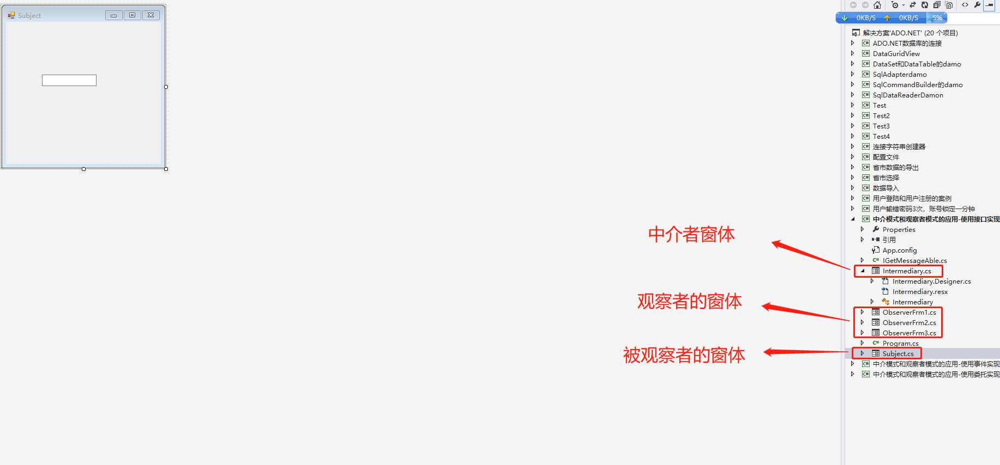 Subject
0KB/S
0KB/S
5%
解决方案'ADO.NET' (20 个项目)
ADO.NET数据库的连接
DataGuridView
DataSet和DataTable的damo
SqlAdapterdamo
SqlCommandBuilder的damo
SqlDataReaderDamon
Test
Test2
Test3
Test4
连接字符串创建器
配置文件
省市数据的导出
省市选择
数据导入
用户登陆和用户注册的案例
用户输错密码3次，账号锁定一分钟
中介模式和观察者模式的应用-使用接口实现
Properties
引用
App.config
IGetMessageAble.cs
Intermediary.cs
Intermediary.Designer.cs
Intermediary.resx
Intermediary
ObserverFrm1.cs
ObserverFrm2.cs
ObserverFrm3.cs
Program.cs
Subject.cs
中介模式和观察者模式的应用-使用事件实现
中介模式和观察者模式的应用-使用委托实现
中介者窗体
观察者的窗体
被观察者的窗体